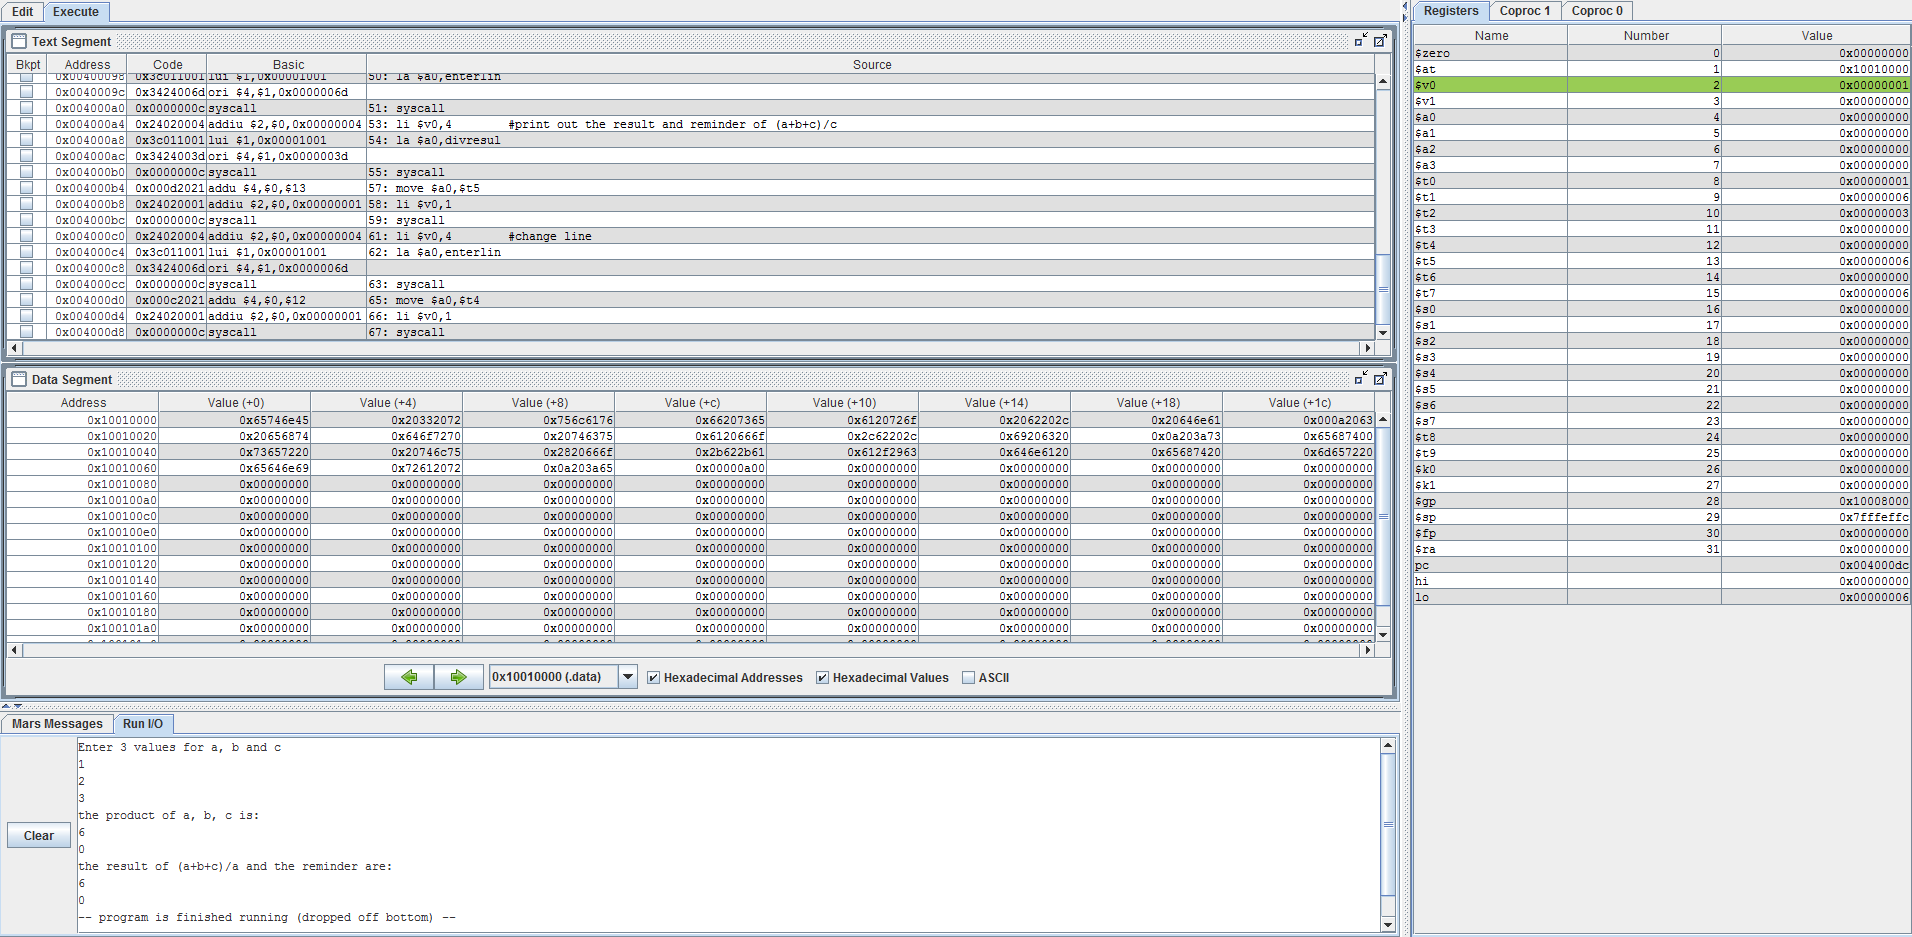 Edit Execute
Text Segment
Bkpt Address Code Basic Source
0x00400098 0x3c011001 lui $1,0x00001001 50: la $a0,enterlin
0x0040009c 0x3424006d ori $4,$1,0x0000006d
0x004000a0 0x0000000c syscall 51: syscall
0x004000a4 0x24020004 addiu $2,$0,0x00000004 53: li $v0,4 #print out the result and reminder of (a+b+c)/c
0x004000a8 0x3c011001 lui $1,0x00001001 54: la $a0,divresul
0x004000ac 0x3424003d ori $4,$1,0x0000003d
0x004000b0 0x0000000c syscall 55: syscall
0x004000b4 0x000d2021 addu $4,$0,$13 57: move $a0,$t5
0x004000b8 0x24020001 addiu $2,$0,0x00000001 58: li $v0,1
0x004000bc 0x0000000c syscall 59: syscall
0x004000c0 0x24020004 addiu $2,$0,0x00000004 61: li $v0,4 #change line
0x004000c4 0x3c011001 lui $1,0x00001001 62: la $a0,enterlin
0x004000c8 0x3424006d ori $4,$1,0x0000006d
0x004000cc 0x0000000c syscall 63: syscall
0x004000d0 0x000c2021 addu $4,$0,$12 65: move $a0,$t4
0x004000d4 0x24020001 addiu $2,$0,0x00000001 66: li $v0,1
0x004000d8 0x0000000c syscall 67: syscall
Data Segment
Address Value (+0) Value (+4) Value (+8) Value (+c) Value (+10) Value (+14) Value (+18) Value (+1c)
0x10010000 0x65746e45 0x20332072 0x756c6176 0x66207365 0x6120726f 0x2062202c 0x20646e61 0x000a2063
0x10010020 0x20656874 0x646f7270 0x20746375 0x6120666f 0x2c62202c 0x69206320 0x0a203a73 0x65687400
0x10010040 0x73657220 0x20746c75 0x2820666f 0x2b622b61 0x612f2963 0x646e6120 0x65687420 0x6d657220
0x10010060 0x65646e69 0x72612072 0x0a203a65 0x00000a00 0x00000000 0x00000000 0x00000000 0x00000000
0x10010080 0x00000000 0x00000000 0x00000000 0x00000000 0x00000000 0x00000000 0x00000000 0x00000000
0x100100a0 0x00000000 0x00000000 0x00000000 0x00000000 0x00000000 0x00000000 0x00000000 0x00000000
0x100100c0 0x00000000 0x00000000 0x00000000 0x00000000 0x00000000 0x00000000 0x00000000 0x00000000
0x100100e0 0x00000000 0x00000000 0x00000000 0x00000000 0x00000000 0x00000000 0x00000000 0x00000000
0x10010100 0x00000000 0x00000000 0x00000000 0x00000000 0x00000000 0x00000000 0x00000000 0x00000000
0x10010120 0x00000000 0x00000000 0x00000000 0x00000000 0x00000000 0x00000000 0x00000000 0x00000000
0x10010140 0x00000000 0x00000000 0x00000000 0x00000000 0x00000000 0x00000000 0x00000000 0x00000000
0x10010160 0x00000000 0x00000000 0x00000000 0x00000000 0x00000000 0x00000000 0x00000000 0x00000000
0x10010180 0x00000000 0x00000000 0x00000000 0x00000000 0x00000000 0x00000000 0x00000000 0x00000000
0x100101a0 0x00000000 0x00000000 0x00000000 0x00000000 0x00000000 0x00000000 0x00000000 0x00000000
0x10010000 (.data) Hexadecimal Addresses Hexadecimal Values ASCII
Mars Messages Run I/O
Clear
Enter 3 values for a, b and c
1
2
3
the product of a, b, c is:
6
0
the result of (a+b+c)/a and the reminder are:
6
0
-- program is finished running (dropped off bottom) --
Registers Coproc 1 Coproc 0
Name Number Value
$zero 0 0x00000000
$at 1 0x10010000
$v0 2 0x00000001
$v1 3 0x00000000
$a0 4 0x00000000
$a1 5 0x00000000
$a2 6 0x00000000
$a3 7 0x00000000
$t0 8 0x00000001
$t1 9 0x00000006
$t2 10 0x00000003
$t3 11 0x00000000
$t4 12 0x00000000
$t5 13 0x00000006
$t6 14 0x00000000
$t7 15 0x00000006
$s0 16 0x00000000
$s1 17 0x00000000
$s2 18 0x00000000
$s3 19 0x00000000
$s4 20 0x00000000
$s5 21 0x00000000
$s6 22 0x00000000
$s7 23 0x00000000
$t8 24 0x00000000
$t9 25 0x00000000
$k0 26 0x00000000
$k1 27 0x00000000
$gp 28 0x10008000
$sp 29 0x7fffeffc
$fp 30 0x00000000
$ra 31 0x00000000
pc 0x004000dc
hi 0x00000000
lo 0x00000006